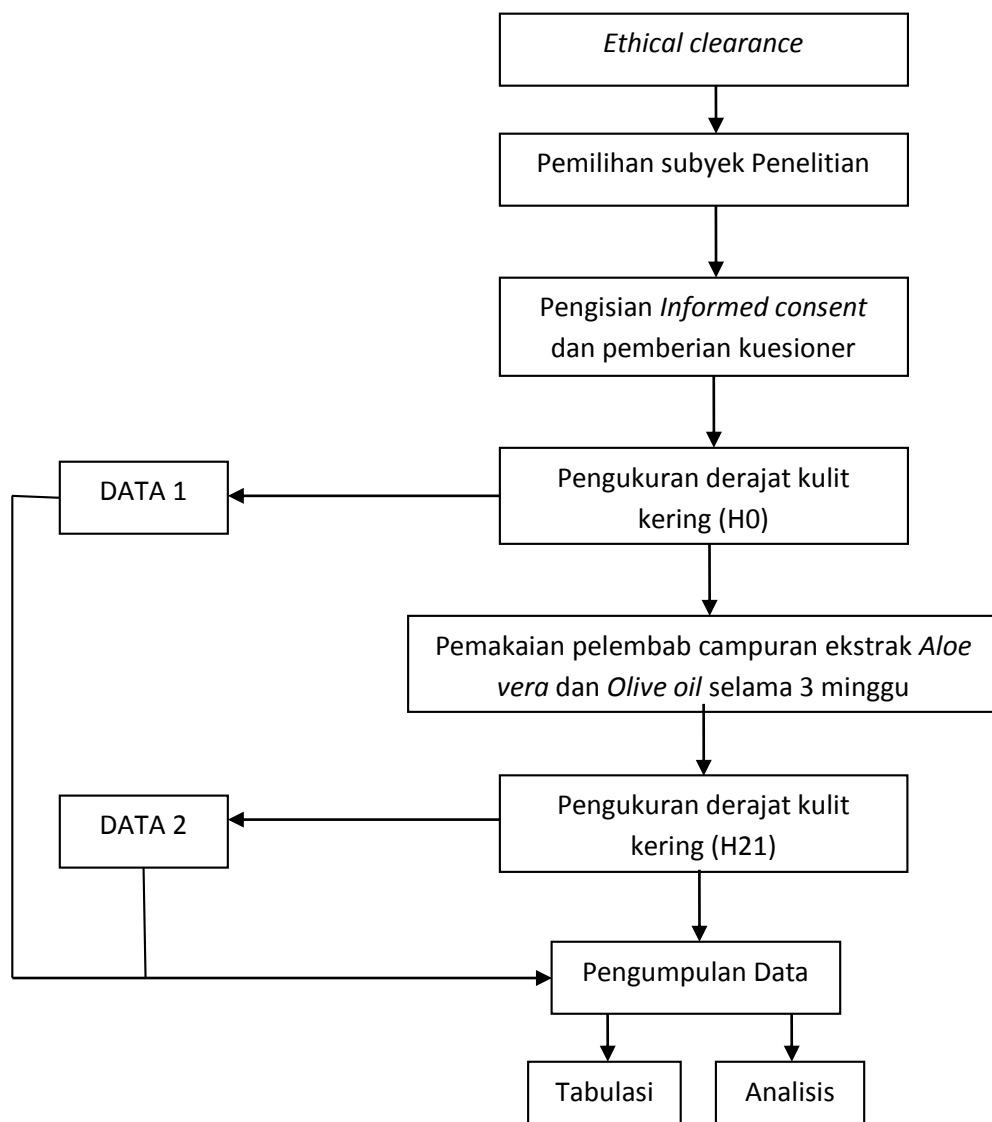 Ethical clearance
Pemilihan subyek Penelitian
Pengisian Informed consent
dan pemberian kuesioner
Pengukuran derajat kulit
kering (H0)
DATA 1
Pemakaian pelembab campuran ekstrak Aloe
vera dan Olive oil selama 3 minggu
Pengukuran derajat kulit
kering (H21)
DATA 2
Pengumpulan Data
Tabulasi
Analisis